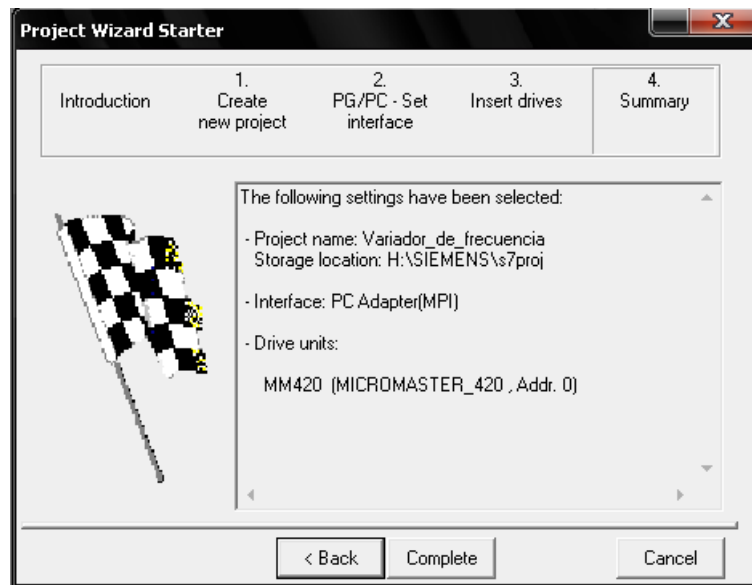 Project Wizard Starter
Introduction
1.
Create
new project
2.
PG/PC - Set
interface
3.
Insert drives
4.
Summary
The following settings have been selected:
- Project name: Variador_de_frecuencia
Storage location: H:\SIEMENS\s7proj
- Interface: PC Adapter(MPI)
- Drive units:
MM420 (MICROMASTER_420 , Addr. 0)
< Back
Complete
Cancel